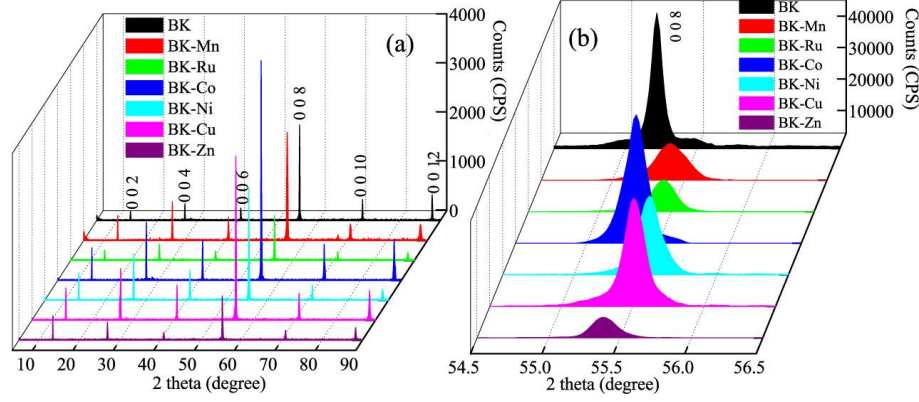 (a)
BK
BK-Mn
BK-Ru
BK-Co
BK-Ni
BK-Cu
BK-Zn
0 0 2
0 0 4
0 0 6
0 0 8
0 0 10
0 0 12
4000
3000
2000
1000
0
Counts (CPS)
10 20 30 40 50 60 70 80 90
2 theta (degree)
(b)
0 0 8
BK
BK-Mn
BK-Ru
BK-Co
BK-Ni
BK-Cu
BK-Zn
40000
30000
20000
10000
Counts (CPS)
54.5 55.0 55.5 56.0 56.5
2 theta (degree)